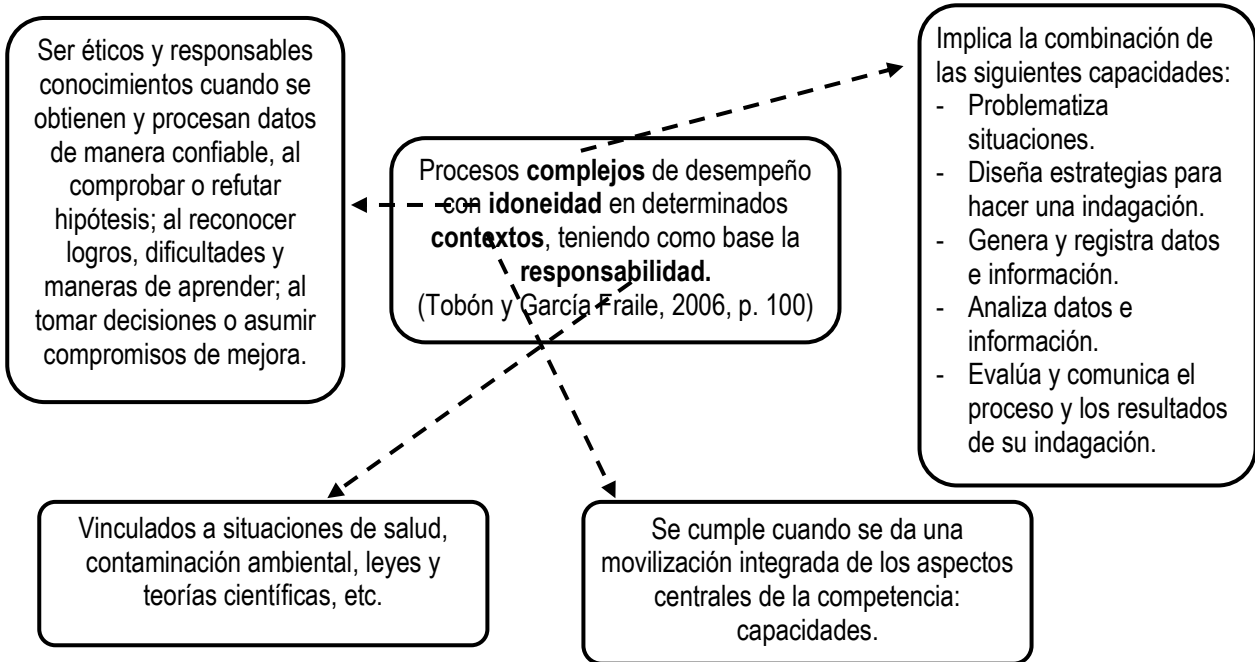 Ser éticos y responsables
conocimientos cuando se
obtienen y procesan datos
de manera confiable, al
comprobar o refutar
hipótesis; al reconocer
logros, dificultades y
maneras de aprender; al
tomar decisiones o asumir
compromisos de mejora.
Procesos complejos de desempeño
con idoneidad en determinados
contextos, teniendo como base la
responsabilidad.
(Tobón y García Fraile, 2006, p. 100)
Implica la combinación de
las siguientes capacidades:
- Problematiza
situaciones.
- Diseña estrategias para
hacer una indagación.
- Genera y registra datos
e información.
- Analiza datos e
información.
- Evalúa y comunica el
proceso y los resultados
de su indagación.
Vinculados a situaciones de salud,
contaminación ambiental, leyes y
teorías científicas, etc.
Se cumple cuando se da una
movilización integrada de los aspectos
centrales de la competencia:
capacidades.